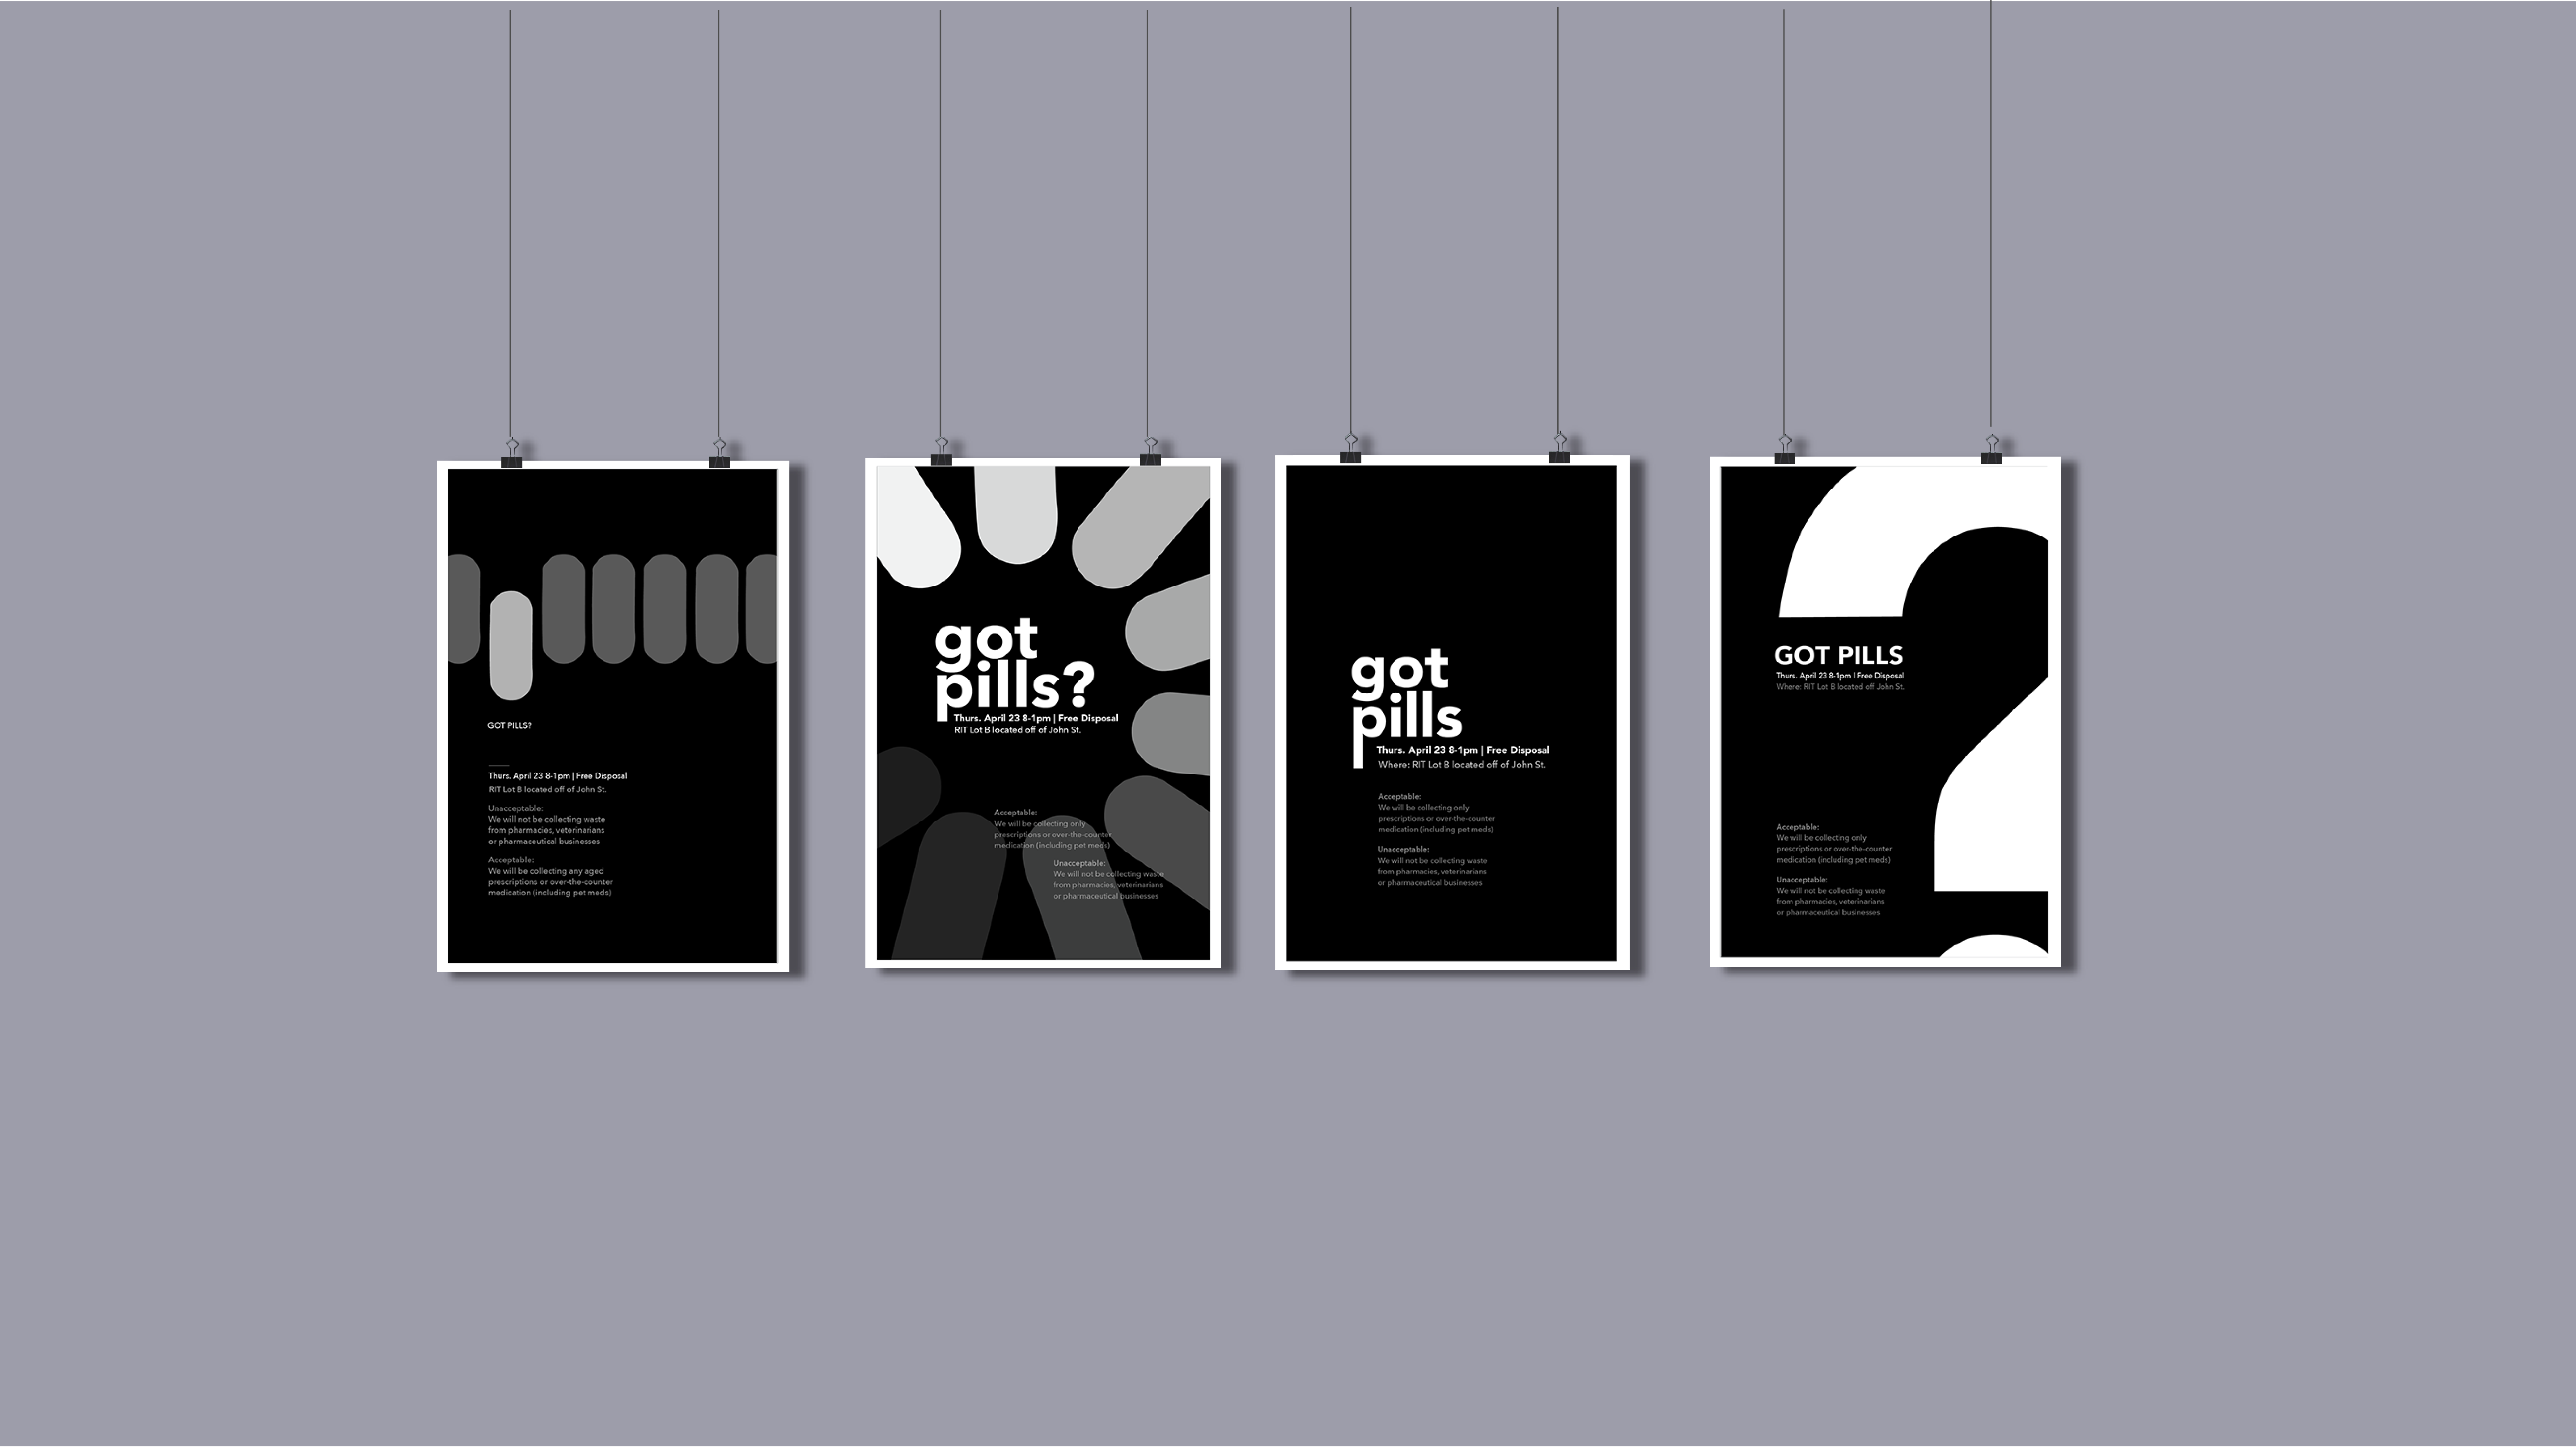 GOT PILLS?
Thurs. April 23 8-1pm | Free Disposal
RIT Lot B located off of John St.
Unacceptable:
We will not be collecting waste
from pharmacies, veterinarians
or pharmaceutical businesses
Acceptable:
We will be collecting any aged
prescriptions or over-the-counter
medication (including pet meds)
got
pills?
Thurs. April 23 8-1pm | Free Disposal
RIT Lot B located off of John St.
Acceptable:
We will be collecting only
prescriptions or over-the-counter
medication (including pet meds)
Unacceptable:
We will not be collecting waste
from pharmacies, veterinarians
or pharmaceutical businesses
got
pills
Thurs. April 23 8-1pm | Free Disposal
Where: RIT Lot B located off of John St.
Acceptable:
We will be collecting only
prescriptions or over-the-counter
medication (including pet meds)
Unacceptable:
We will not be collecting waste
from pharmacies, veterinarians
or pharmaceutical businesses
?
GOT PILLS
Thurs. April 23 8-1pm | Free Disposal
Where: RIT Lot B located off of John St.
Acceptable:
We will be collecting only
prescriptions or over-the-counter
medication (including pet meds)
Unacceptable:
We will not be collecting waste
from pharmacies, veterinarians
or pharmaceutical businesses